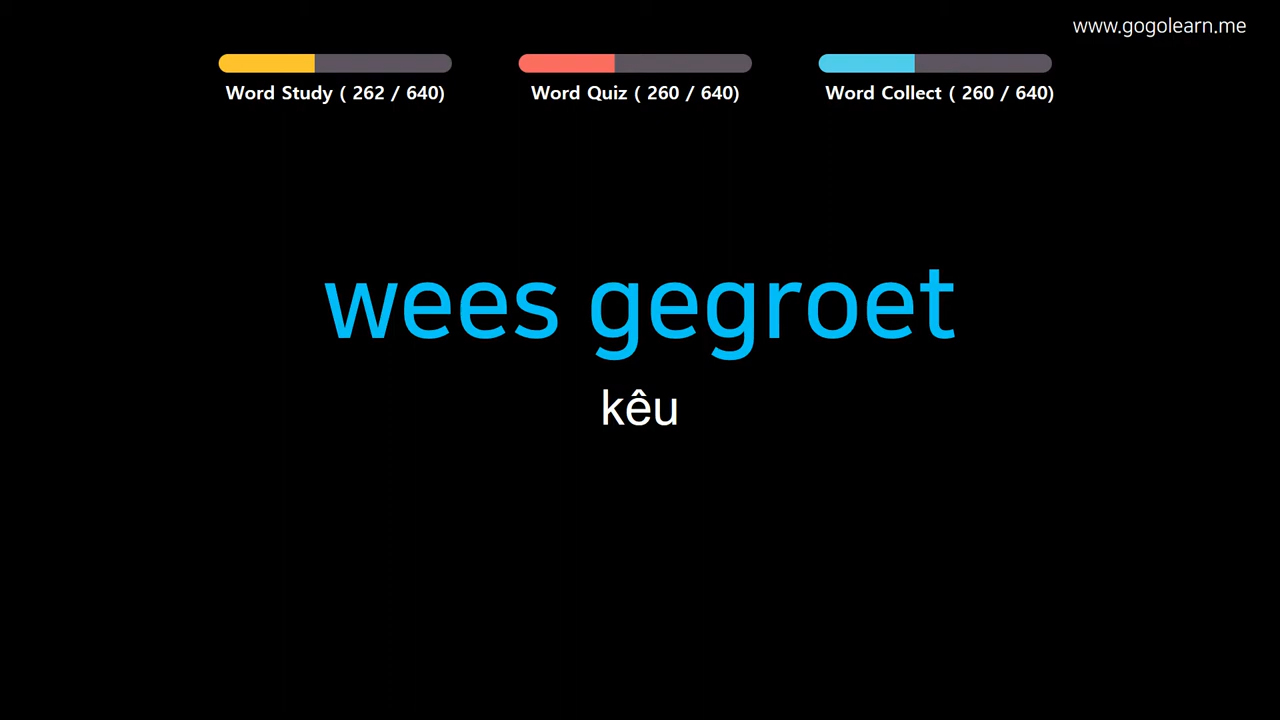 www.gogolearn.me
Word Study ( 262 / 640)
Word Quiz ( 260 / 640)
Word Collect ( 260 / 640)
wees gegroet
kêu